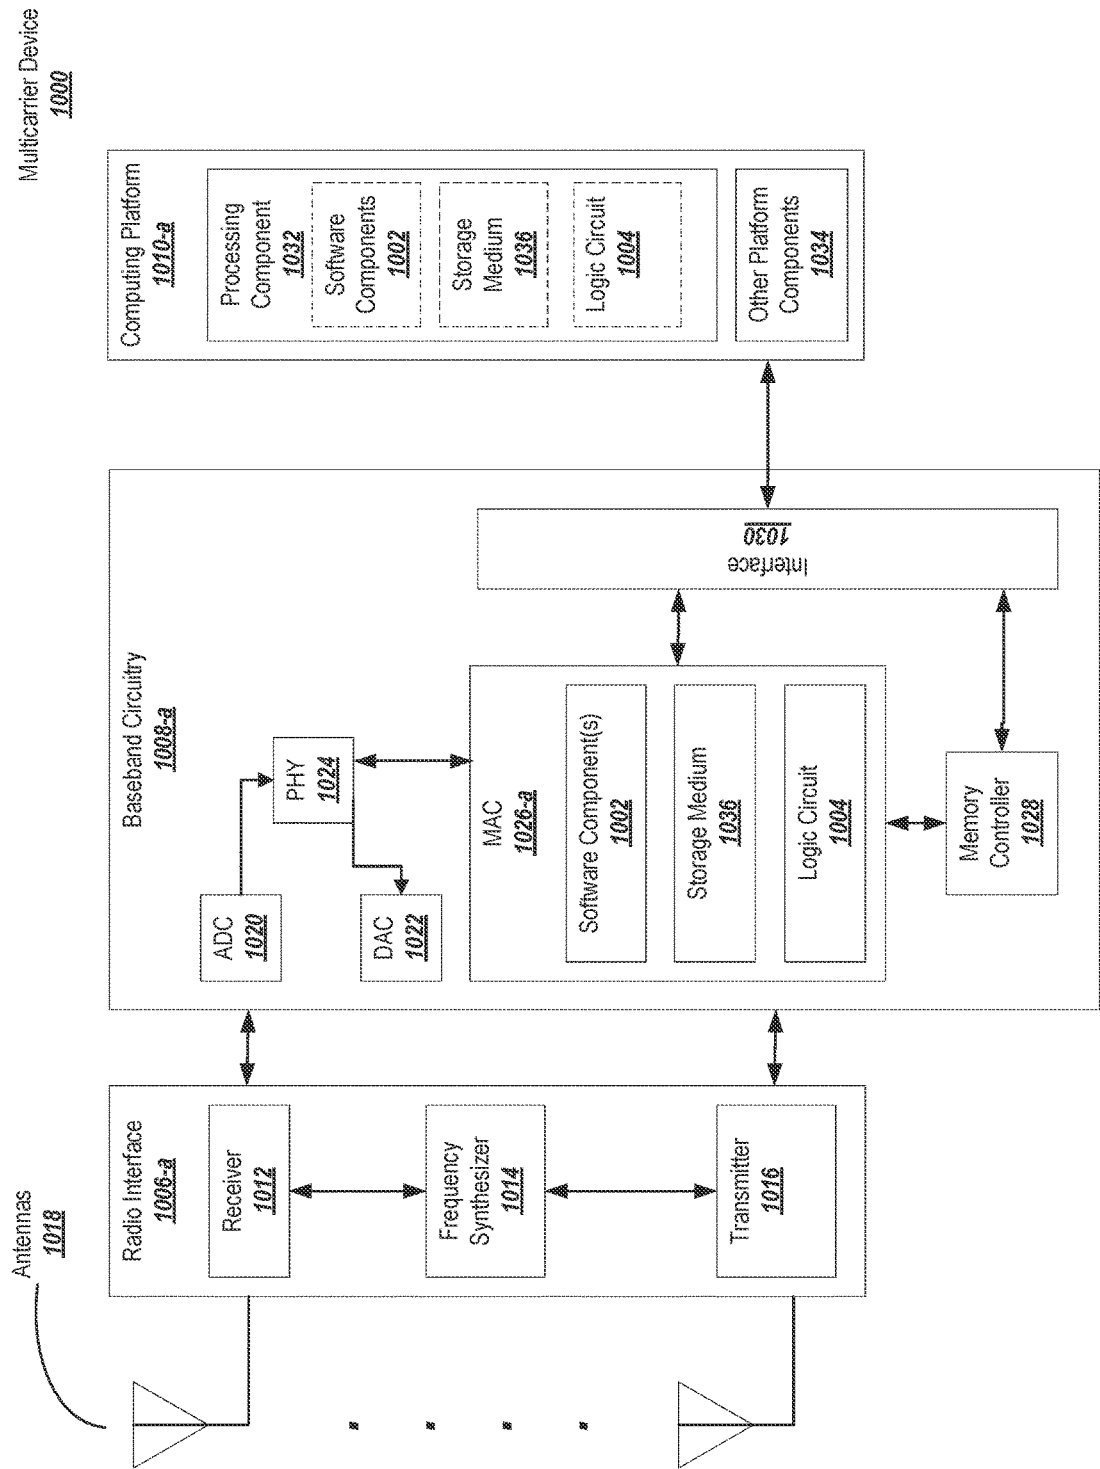 Multicarrier Device
1000
Antennas
1018
Radio Interface
1006-a
Receiver
1012
Frequency
Synthesizer
1014
Transmitter
1016
Baseband Circuitry
1008-a
ADC
1020
PHY
1024
DAC
1022
MAC
1026-a
Software Component(s)
1002
Storage Medium
1036
Logic Circuit
1004
Memory
Controller
1028
Interface
1030
Computing Platform
1010-a
Processing
Component
1032
Software
Components
1002
Storage
Medium
1036
Logic Circuit
1004
Other Platform
Components
1034